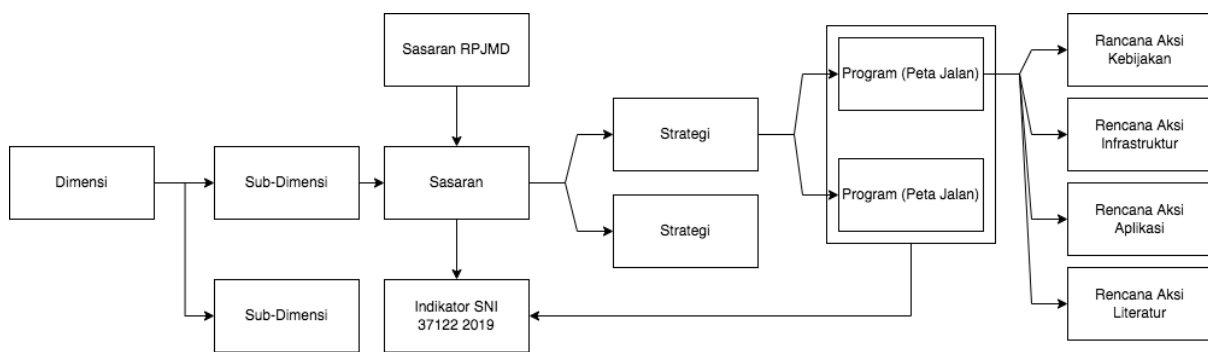 Dimensi
Sub-Dimensi
Sub-Dimensi
Sasaran RPJMD
Sasaran
Indikator SNI
37122 2019
Strategi
Strategi
Program (Peta Jalan)
Program (Peta Jalan)
Rancana Aksi
Kebijakan
Rencana Aksi
Infrastruktur
Rencana Aksi
Aplikasi
Rencana Aksi
Literatur